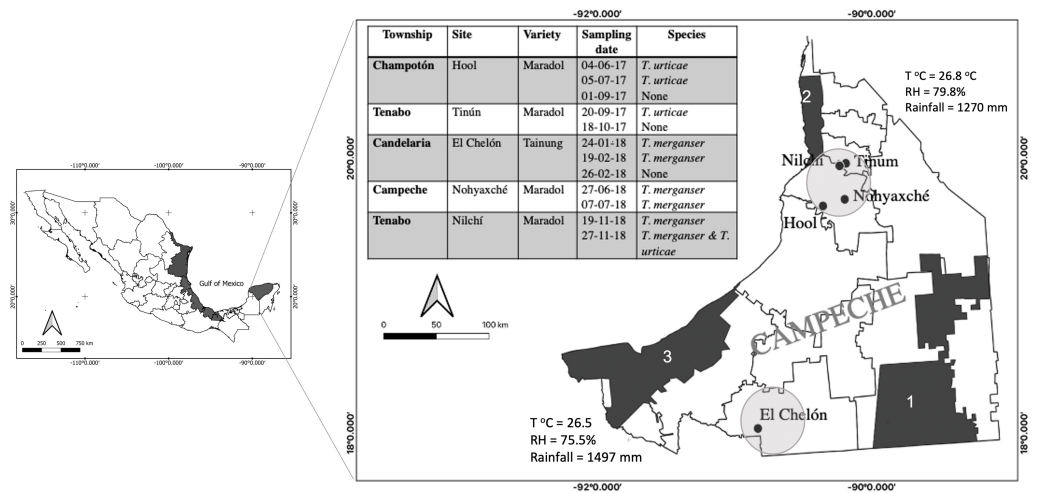 -92°0.000'
-90°0.000'
Township Site Variety Sampling date Species
Champotón Hool Maradol 04-06-17 T. urticae
05-07-17 T. urticae
01-09-17 None
Tenabo Tinún Maradol 20-09-17 T. urticae
18-10-17 None
Candelaria El Chelón Tainung 24-01-18 T. merganser
19-02-18 T. merganser
26-02-18 None
Campeche Nohyaxché Maradol 27-06-18 T. merganser
07-07-18 T. merganser
Tenabo Nilchí Maradol 19-11-18 T. merganser
27-11-18 T. merganser & T. urticae
T °C = 26.8 °C
RH = 79.8%
Rainfall = 1270 mm
2
Nilchí
Tinum
Nohyaxché
Hool
20°0.000'
20°0.000'
-110°0.000'
-100°0.000'
-90°0.000'
30°0.000'
30°0.000'
Gulf of Mexico
20°0.000'
20°0.000'
0 250 500 750 km
-110°0.000'
-100°0.000'
-90°0.000'
0 50 100 km
CAMPECHE
3
1
El Chelón
T °C = 26.5
RH = 75.5%
Rainfall = 1497 mm
18°0.000'
18°0.000'
-92°0.000'
-90°0.000'